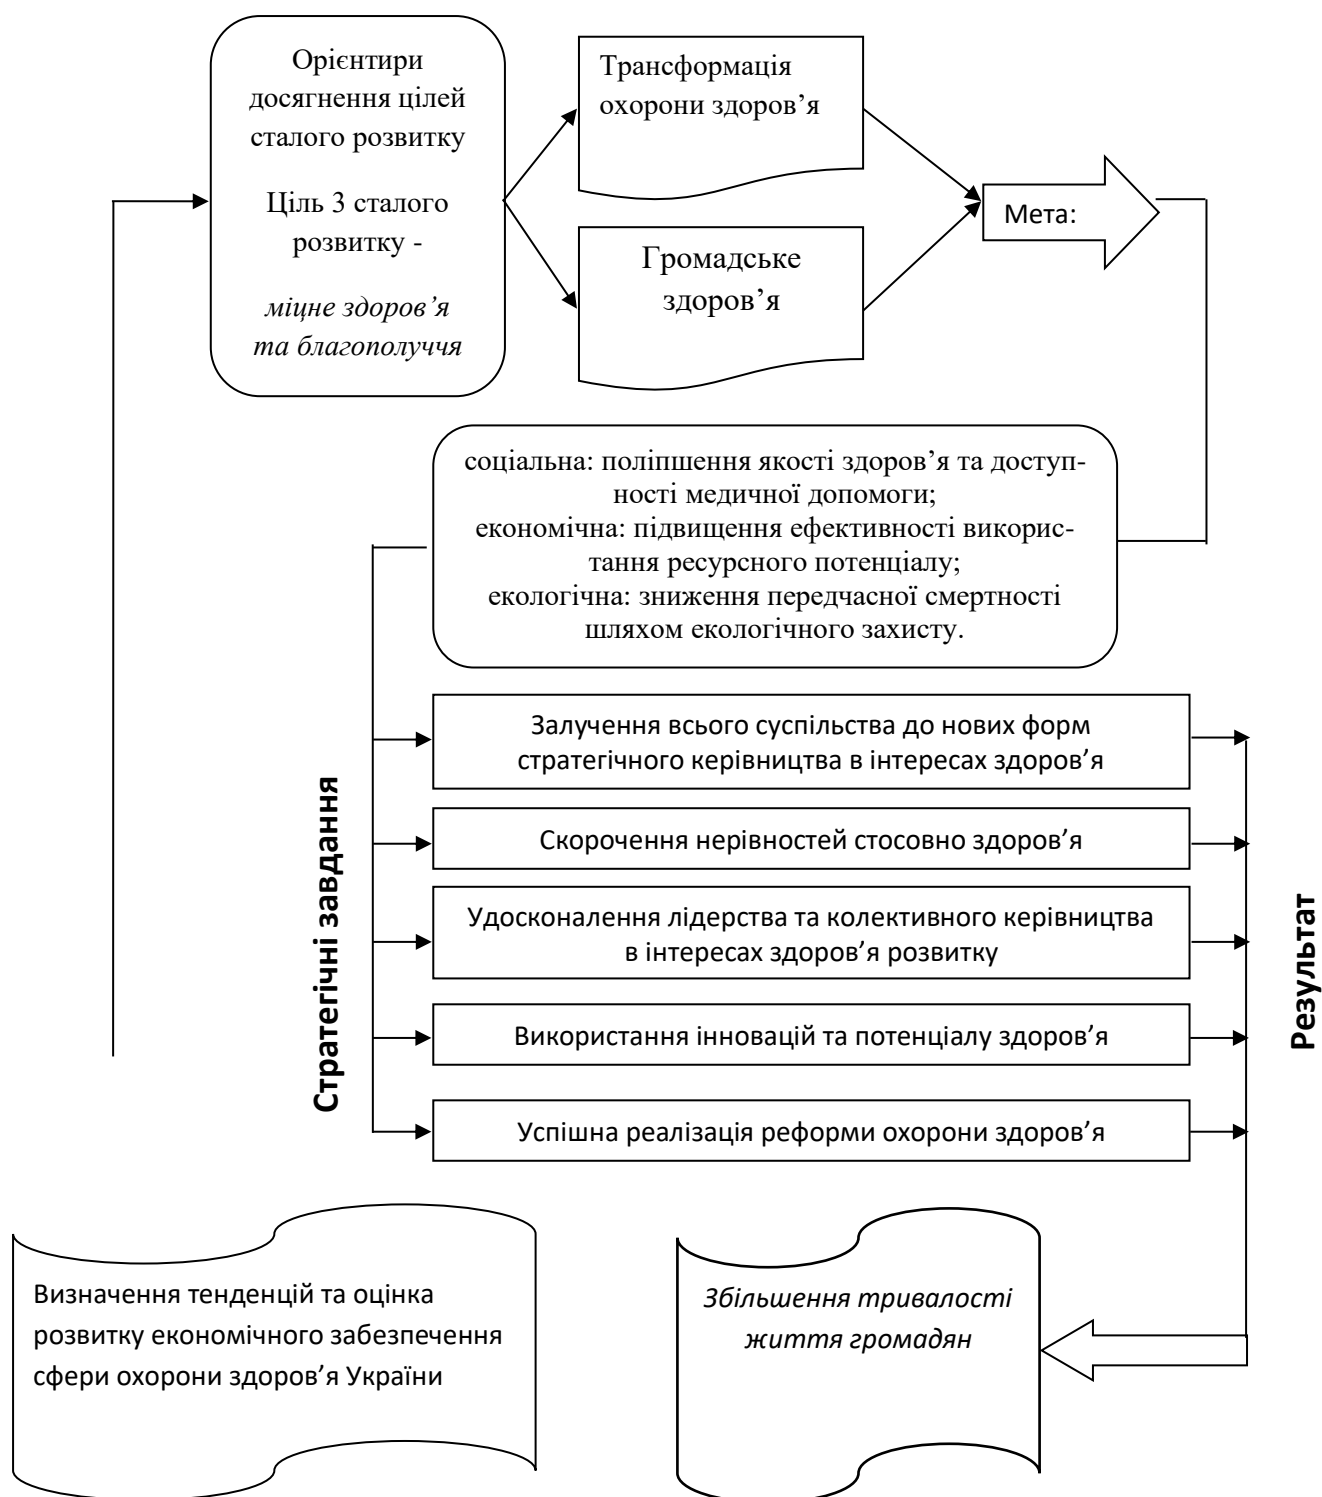 Орієнтири
досягнення цілей
сталого розвитку
Ціль 3 сталого
розвитку -
міцне здоров’я
та благополуччя
Трансформація
охорони здоров’я
Громадське
здоров’я
Мета:
соціальна: поліпшення якості здоров’я та доступ-
ності медичної допомоги;
економічна: підвищення ефективності викорис-
тання ресурсного потенціалу;
екологічна: зниження передчасної смертності
шляхом екологічного захисту.
Стратегічні завдання
Залучення всього суспільства до нових форм
стратегічного керівництва в інтересах здоров’я
Скорочення нерівностей стосовно здоров’я
Удосконалення лідерства та колективного керівництва
в інтересах здоров’я розвитку
Використання інновацій та потенціалу здоров’я
Успішна реалізація реформи охорони здоров’я
Результат
Визначення тенденцій та оцінка
розвитку економічного забезпечення
сфери охорони здоров’я України
Збільшення тривалості
життя громадян